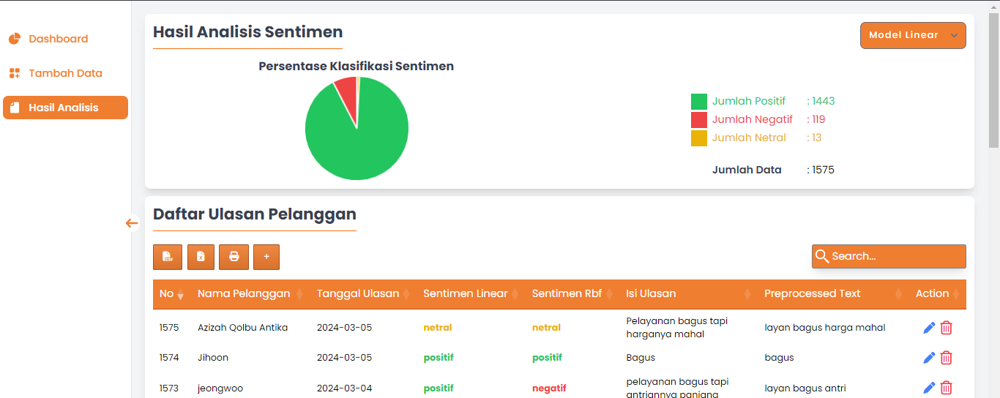 Dashboard
Tambah Data
Hasil Analisis
Hasil Analisis Sentimen
Model Linear
Persentase Klasifikasi Sentimen
Jumlah Positif : 1443
Jumlah Negatif : 119
Jumlah Netral : 13
Jumlah Data : 1575
Daftar Ulasan Pelanggan
CSV X +
Search...
No Nama Pelanggan Tanggal Ulasan Sentimen Linear Sentimen Rbf Isi Ulasan Preprocessed Text Action
1575 Azizah Qolbu Antika 2024-03-05 netral netral Pelayanan bagus tapi
harganya mahal layan bagus harga mahal
1574 Jihoon 2024-03-05 positif positif Bagus bagus
1573 jeongwoo 2024-03-04 positif negatif pelayanan bagus tapi
antriannya panjang layan bagus antri